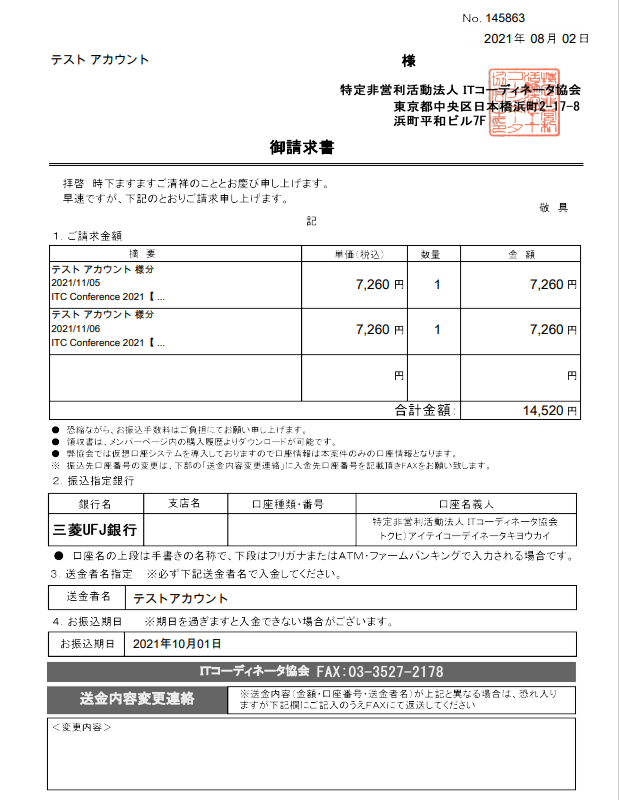 No. 145863
2021年 08月 02日
テスト アカウント 様
特定非営利活動法人 ITコーディネータ協会
東京都中央区日本橋浜町2-17-8
浜町平和ビル7F
御請求書
拝啓 時下ますますご清祥のこととお慶び申し上げます。
早速ですが、下記のとおりご請求申し上げます。
敬 具
記
1. ご請求金額
摘 要 単価(税込) 数量 金 額
テスト アカウント 様分
2021/11/05 7,260 円 1 7,260 円
ITC Conference 2021【 ...
テスト アカウント 様分
2021/11/06 7,260 円 1 7,260 円
ITC Conference 2021【 ...
円 円
合計金額: 14,520 円
● 恐縮ながら、お振込手数料はご負担にてお願い申し上げます。
● 領収書は、メンバーページ内の購入履歴よりダウンロードが可能です。
● 弊協会では仮想口座システムを導入しておりますので口座情報は本案件のみの口座情報となります。
※ 振込先口座番号の変更は、下部の「送金内容変更連絡」に入金先口座番号を記載頂きFAXをお願い致します。
2. 振込指定銀行
銀行名 支店名 口座種類・番号 口座名義人
三菱UFJ銀行
特定非営利活動法人 ITコーディネータ協会
トクヒ)アイテイコーデイネータキヨウカイ
● 口座名の上段は手書きの名称で、下段はフリガナまたはATM・ファームバンキングで入力される場合です。
3. 送金者名指定 ※必ず下記送金者名で入金してください。
送金者名 テストアカウント
4. お振込期日 ※期日を過ぎますと入金できない場合がございます。
お振込期日 2021年10月01日
ITコーディネータ協会 FAX:03-3527-2178
送金内容変更連絡
※送金内容(金額・口座番号・送金者名)が上記と異なる場合は、恐れ入り
ますが下記欄にご記入のうえFAXにて返送してください
<変更内容>